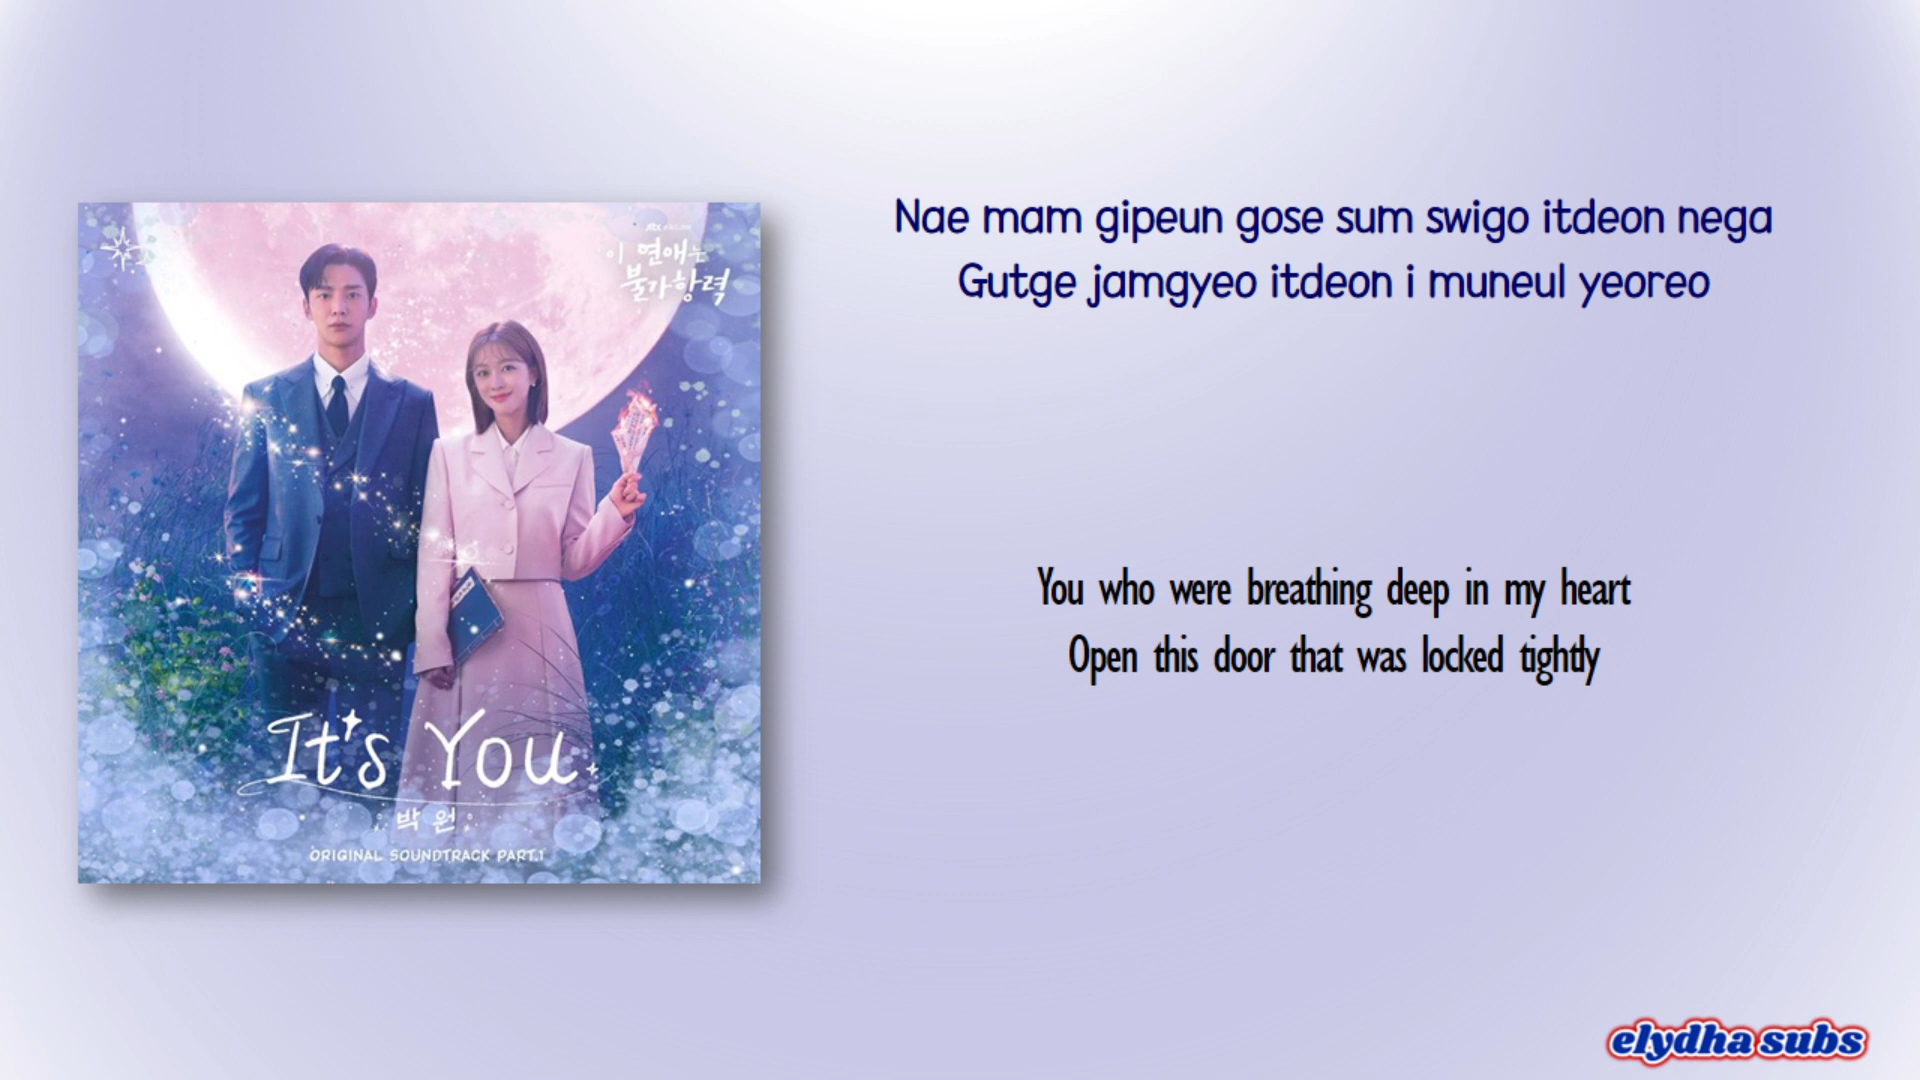 이 연애는
불가항력
It's You
박원
ORIGINAL SOUNDTRACK PART.1
Nae mam gipeun gose sum swigo itdeon nega
Gutge jamgyeo itdeon i muneul yeoreo
You who were breathing deep in my heart
Open this door that was locked tightly
elydha subs